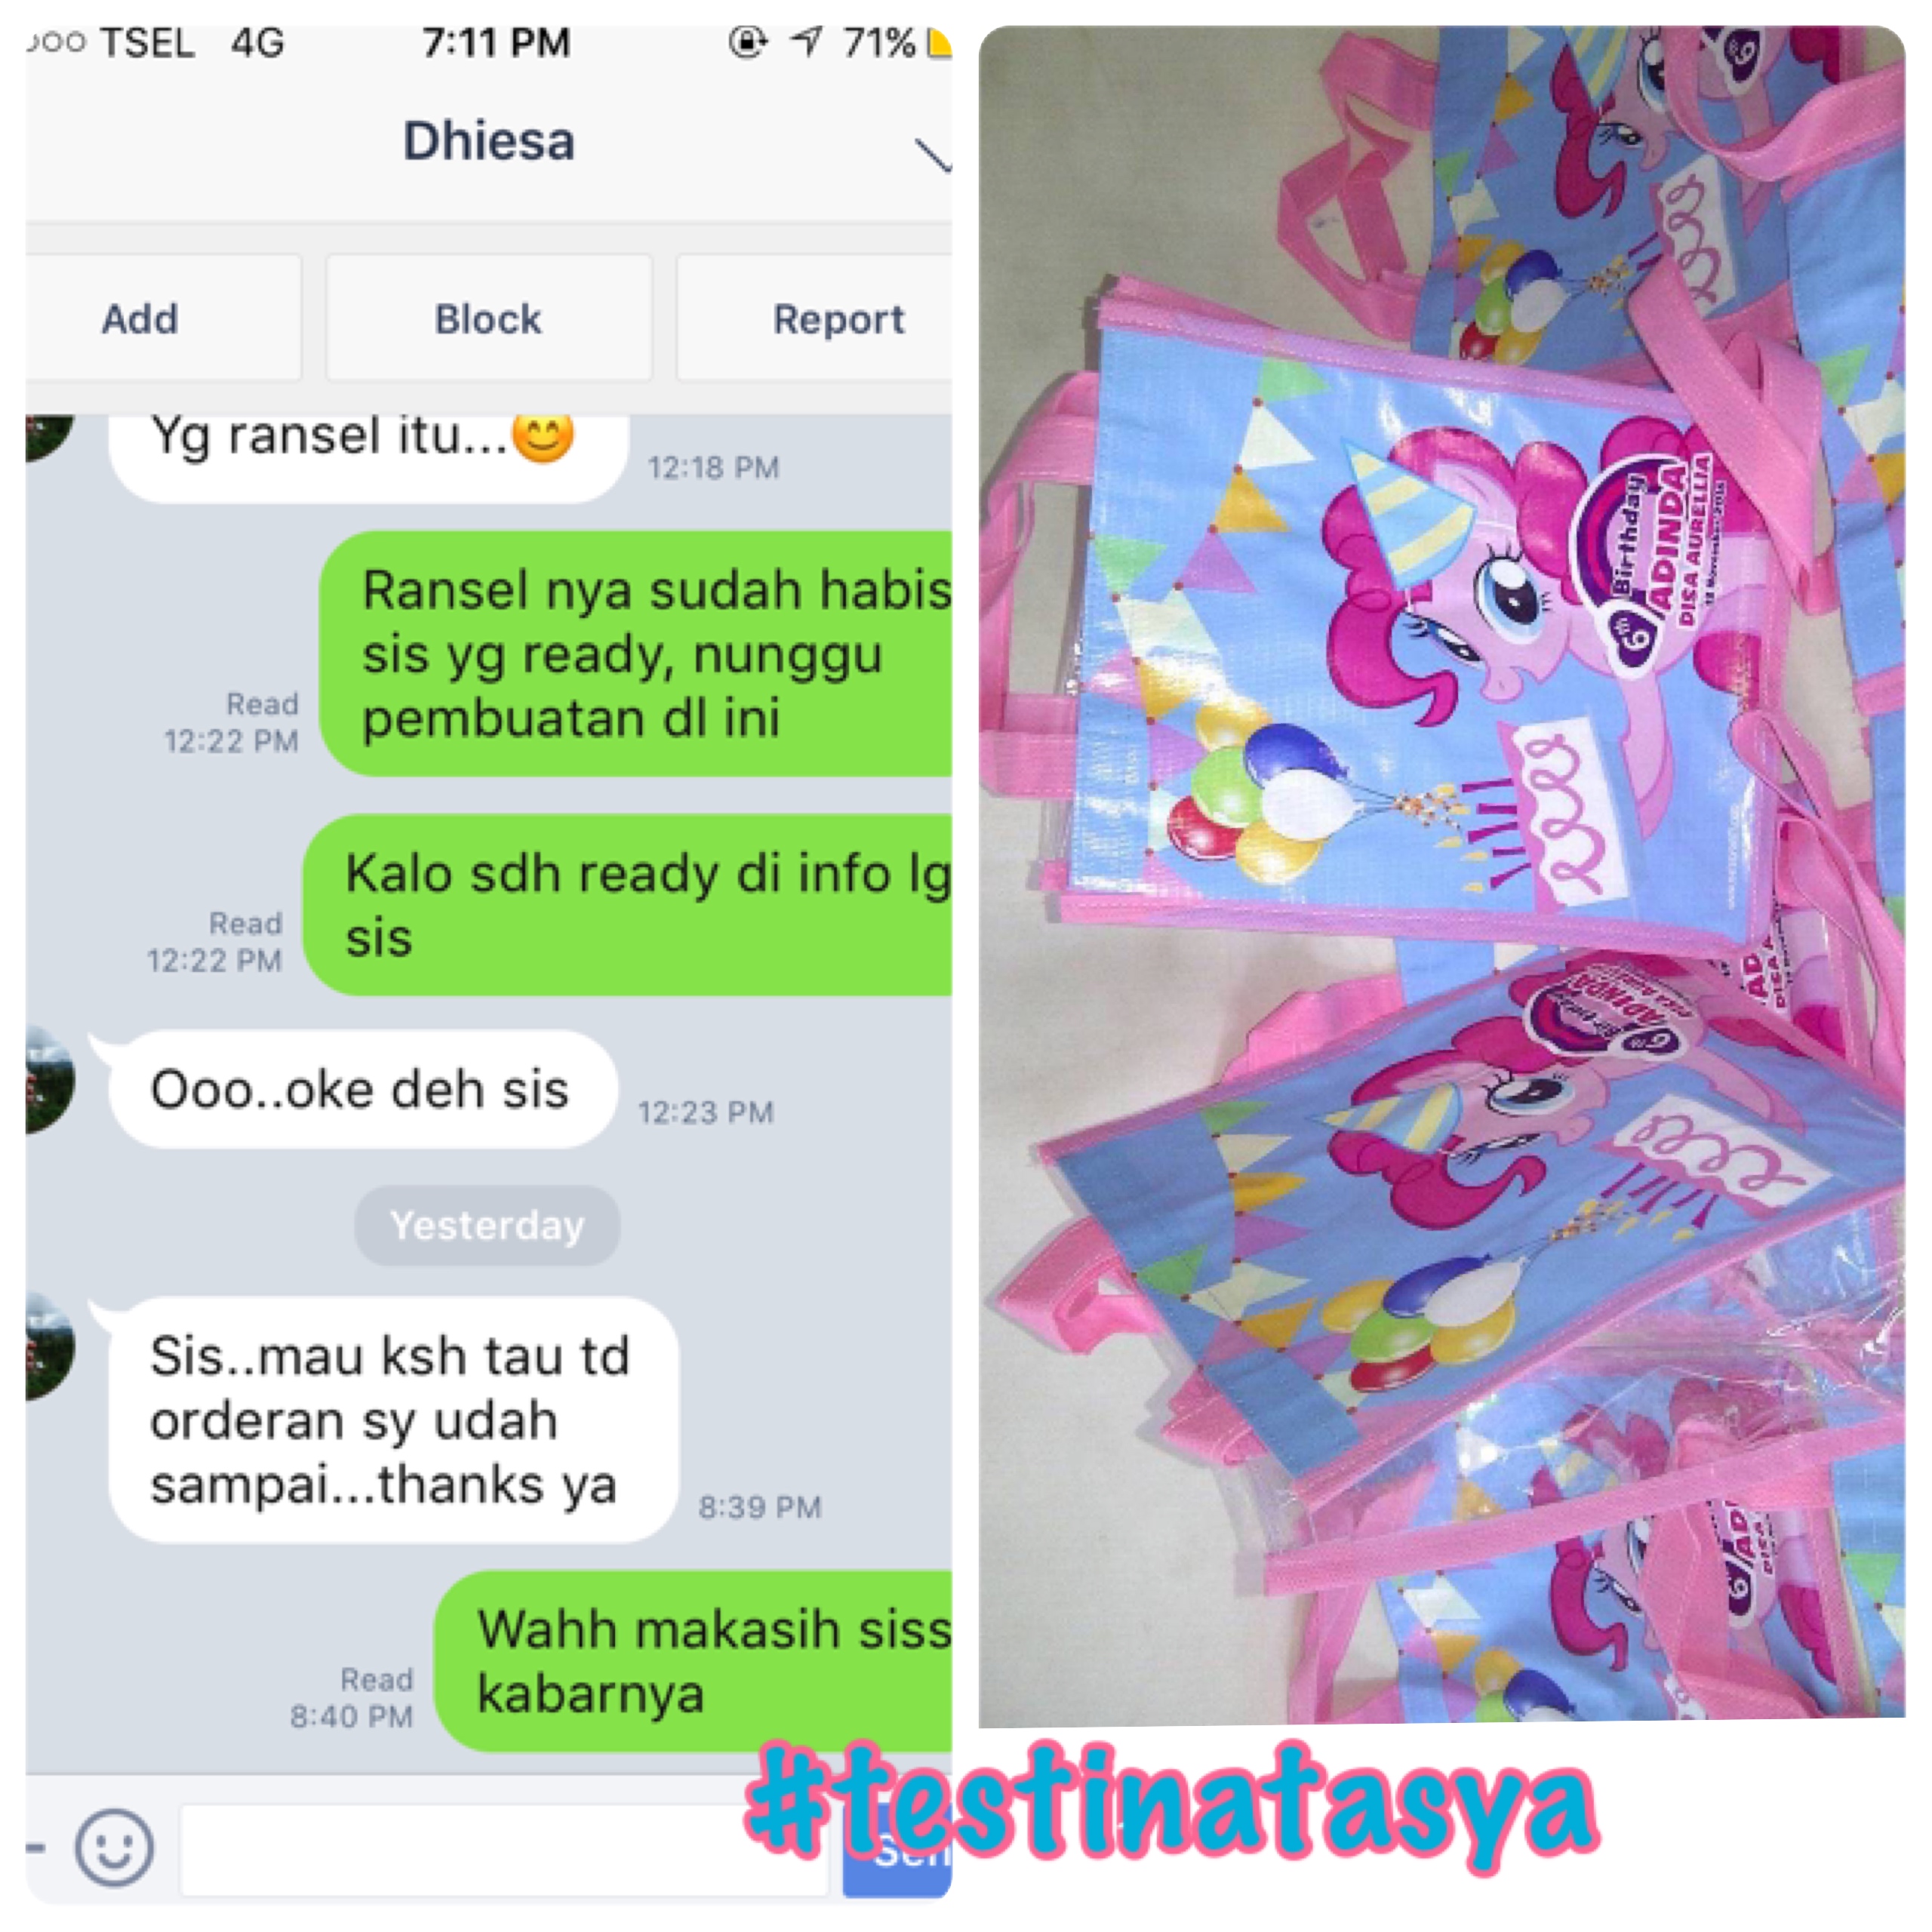 TSEL 4G 7:11 PM 71%
Dhiesa
Add Block Report
Yg ransel itu...😊
12:18 PM
Ransel nya sudah habis
sis yg ready, nunggu
pembuatan dl ini
Read
12:22 PM
Kalo sdh ready di info lg
sis
Read
12:22 PM
Ooo..oke deh sis
12:23 PM
Yesterday
Sis..mau ksh tau td
orderan sy udah
sampai...thanks ya
8:39 PM
Wahh makasih siss
kabarnya
Read
8:40 PM
#testinatasya
6th Birthday
ADINDA
DISA AURELLIA
6th Birthday
ADINDA